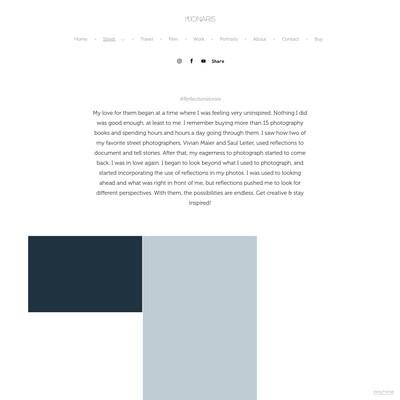 Home Street Travel Film Work Portraits About Contact Buy
Share
#Reflectionstories
My love for them began at a time where I was feeling very uninspired. Nothing I did
was good enough, at least to me. I remember buying more than 15 photography
books and spending hours and hours a day going through them. I saw how two of
my favorite street photographers, Vivian Maier and Saul Leiter, used reflections to
document and tell stories. After that, my eagerness to photograph started to come
back. I was in love again. I began to look beyond what I used to photograph, and
started incorporating the use of reflections in my photos. I was used to looking
ahead and what was right in front of me, but reflections pushed me to look for
different perspectives. With them, the possibilities are endless. Get creative & stay
inspired!